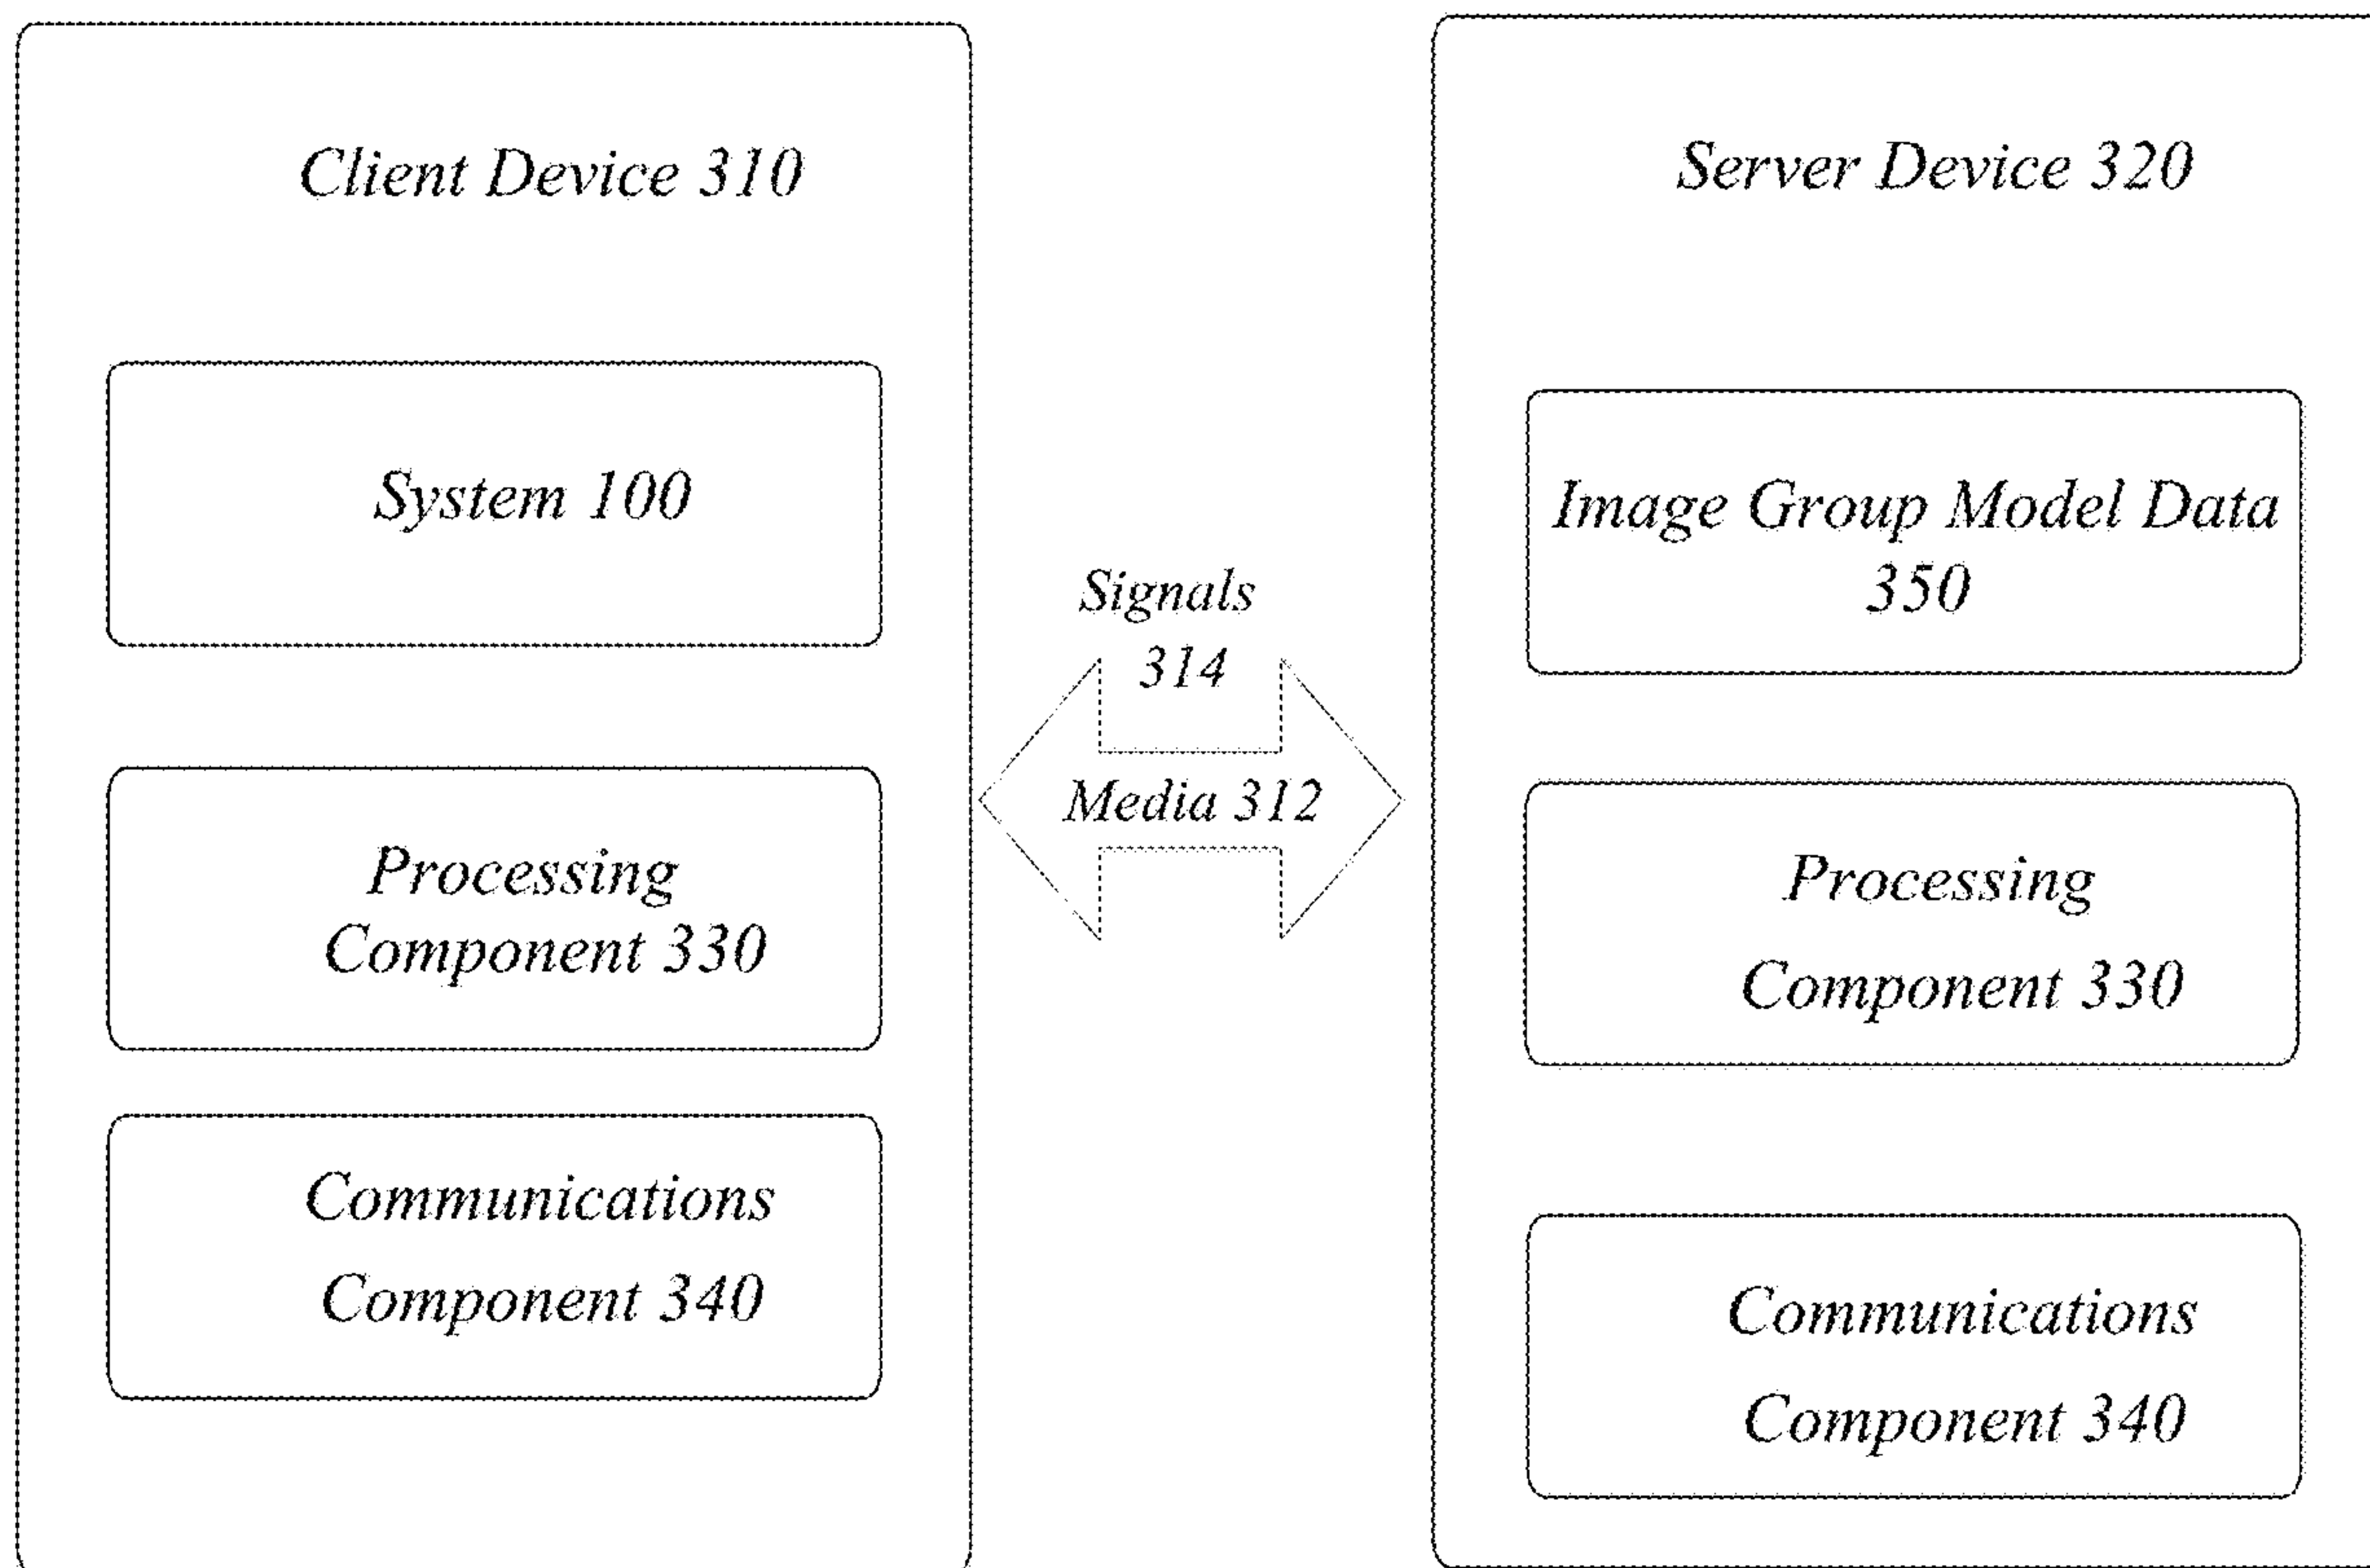 Client Device 310
System 100
Processing
Component 330
Communications
Component 340
Signals
314
Media 312
Server Device 320
Image Group Model Data
350
Processing
Component 330
Communications
Component 340